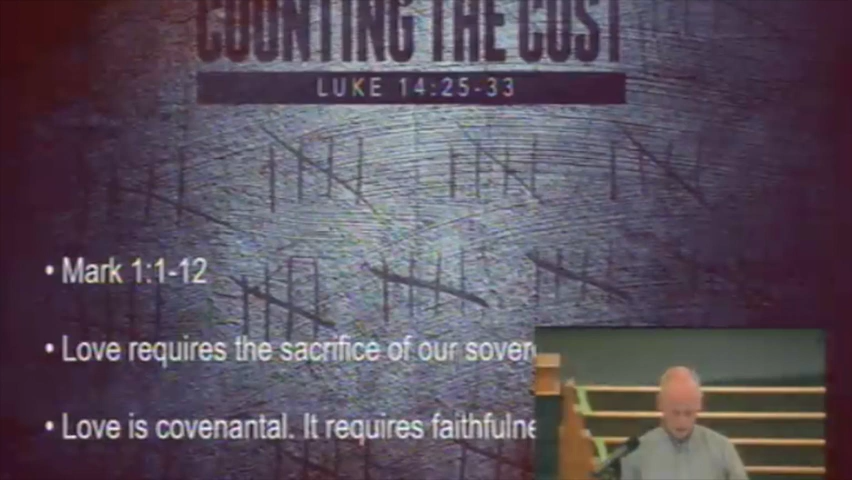 COUNTING THE COST
LUKE 14:25-33
• Mark 1:1-12
• Love requires the sacrifice of our sover
• Love is covenantal. It requires faithfulne